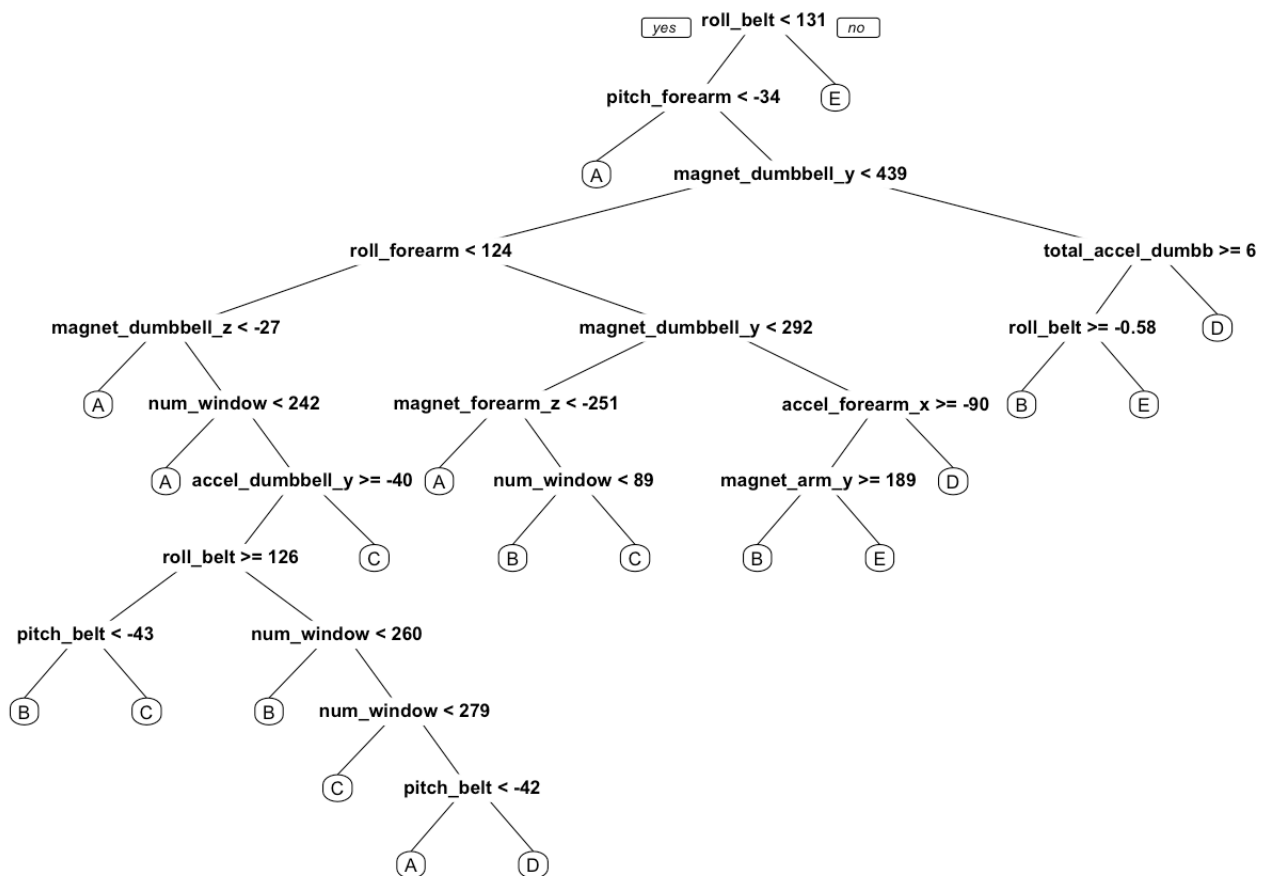 yes roll_belt < 131 no
pitch_forearm < -34 E
A magnet_dumbbell_y < 439
roll_forearm < 124 total_accel_dumbb >= 6
magnet_dumbbell_z < -27 magnet_dumbbell_y < 292 roll_belt >= -0.58 D
A num_window < 242 magnet_forearm_z < -251 accel_forearm_x >= -90 B E
A accel_dumbbell_y >= -40 A num_window < 89 magnet_arm_y >= 189 D
roll_belt >= 126 C B C B E
pitch_belt < -43 num_window < 260
B C B num_window < 279
C pitch_belt < -42
A D